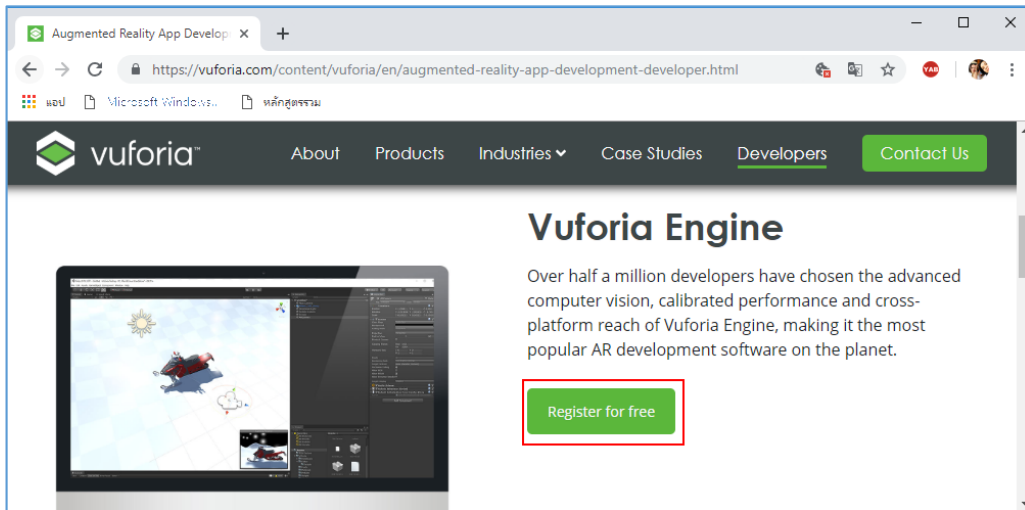 Augmented Reality App Develop
https://vuforia.com/content/vuforia/en/augmented-reality-app-development-developer.html
YAB
แอป Microsoft Windows.. หลักสูตรรวม
vuforia™ About Products Industries Case Studies Developers Contact Us
Vuforia Engine
Over half a million developers have chosen the advanced
computer vision, calibrated performance and cross-
platform reach of Vuforia Engine, making it the most
popular AR development software on the planet.
Register for free